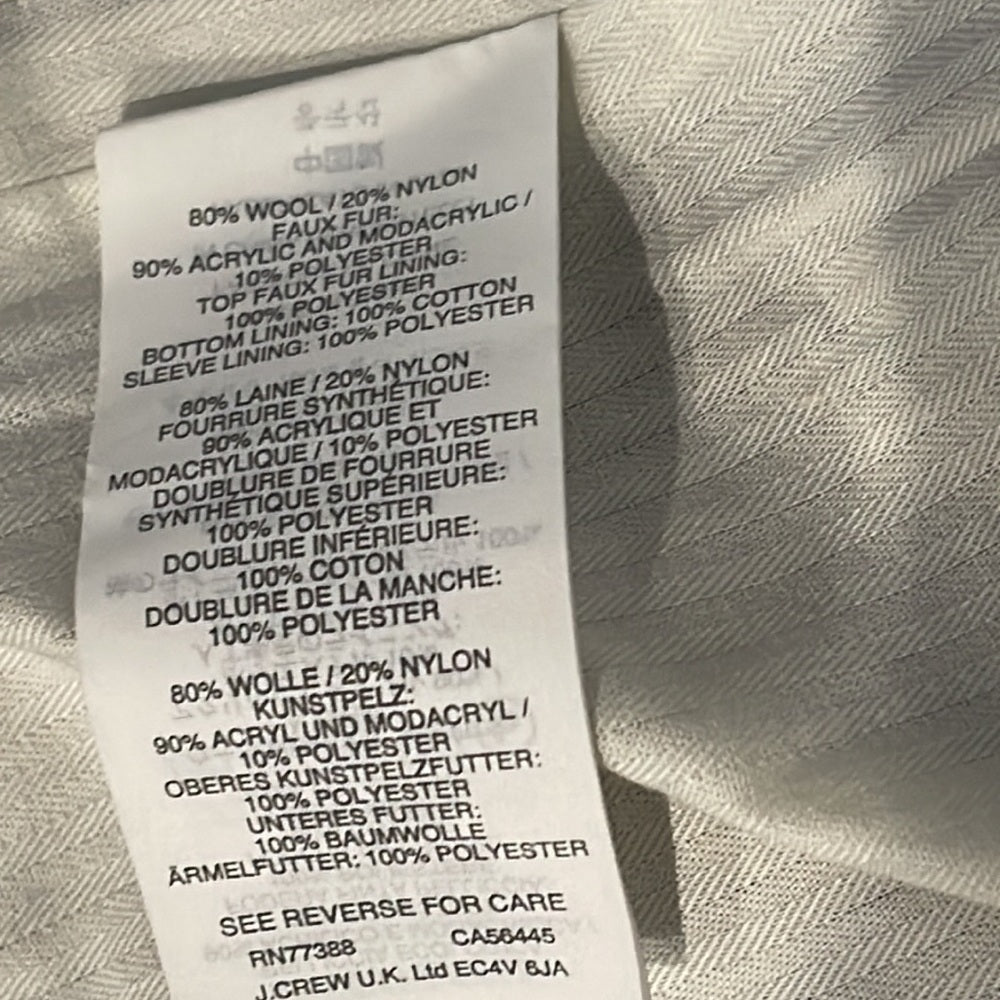 80% WOOL / 20% NYLON
FAUX FUR:
90% ACRYLIC AND MODACRYLIC /
10% POLYESTER
TOP FAUX FUR LINING:
100% POLYESTER
BOTTOM LINING: 100% COTTON
SLEEVE LINING: 100% POLYESTER
80% LAINE / 20% NYLON
FOURRURE SYNTHÉTIQUE:
90% ACRYLIQUE ET
MODACRYLIQUE / 10% POLYESTER
DOUBLURE DE FOURRURE
SYNTHÉTIQUE SUPÉRIEURE:
100% POLYESTER
DOUBLURE INFÉRIEURE:
100% COTON
DOUBLURE DE LA MANCHE:
100% POLYESTER
80% WOLLE / 20% NYLON
KUNSTPELZ:
90% ACRYL UND MODACRYL /
10% POLYESTER
OBERES KUNSTPELZFUTTER:
100% POLYESTER
UNTERES FUTTER:
100% BAUMWOLLE
ÄRMELFUTTER: 100% POLYESTER
SEE REVERSE FOR CARE
RN77388 CA56445
J.CREW U.K. Ltd EC4V 6JA